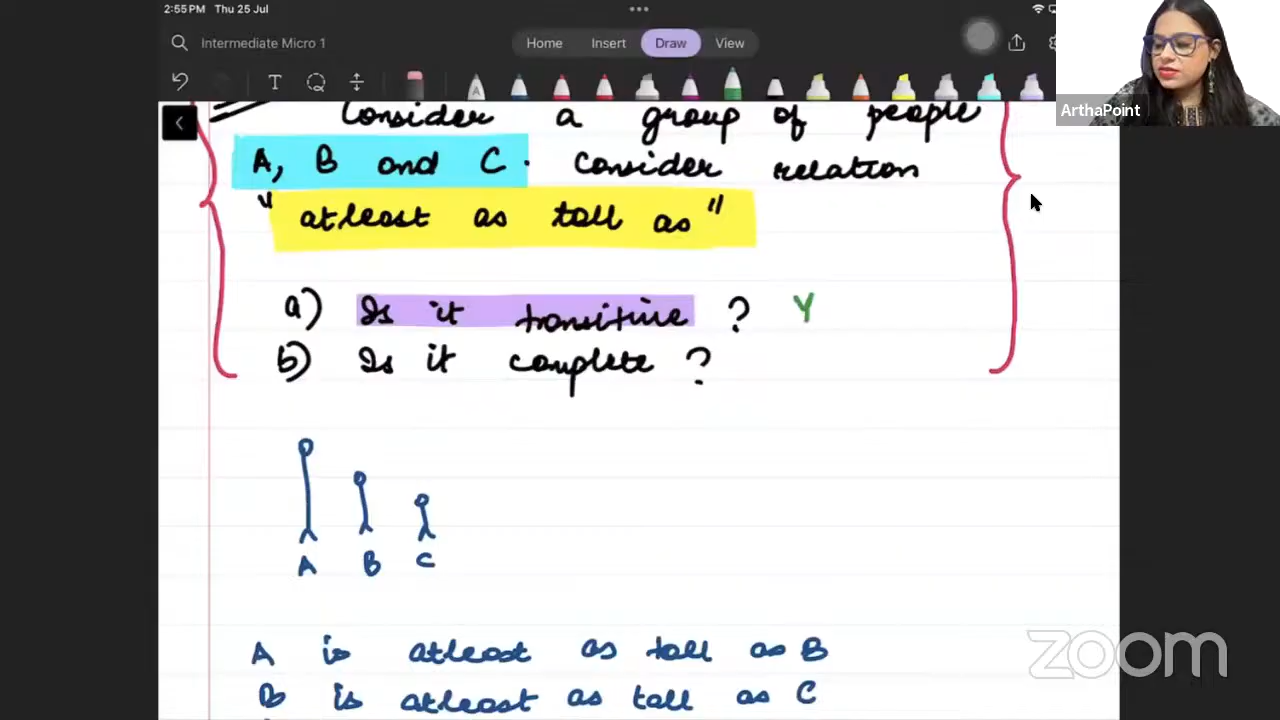 2:55 PM Thu 25 Jul
Intermediate Micro 1
Home Insert Draw View
ArthaPoint
Consider a group of people
A, B and C. Consider relation
"atleast as tall as"
a) Is it transitive ? Y
b) Is it complete ?
A B C
A is atleast as tall as B
B is atleast as tall as C
zoom